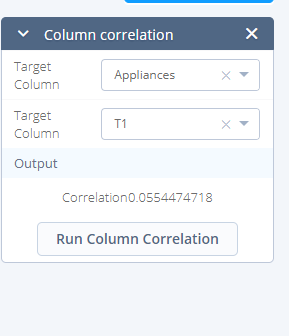 Column correlation
Target
Column
Appliances
Target
Column
T1
Output
Correlation0.0554474718
Run Column Correlation